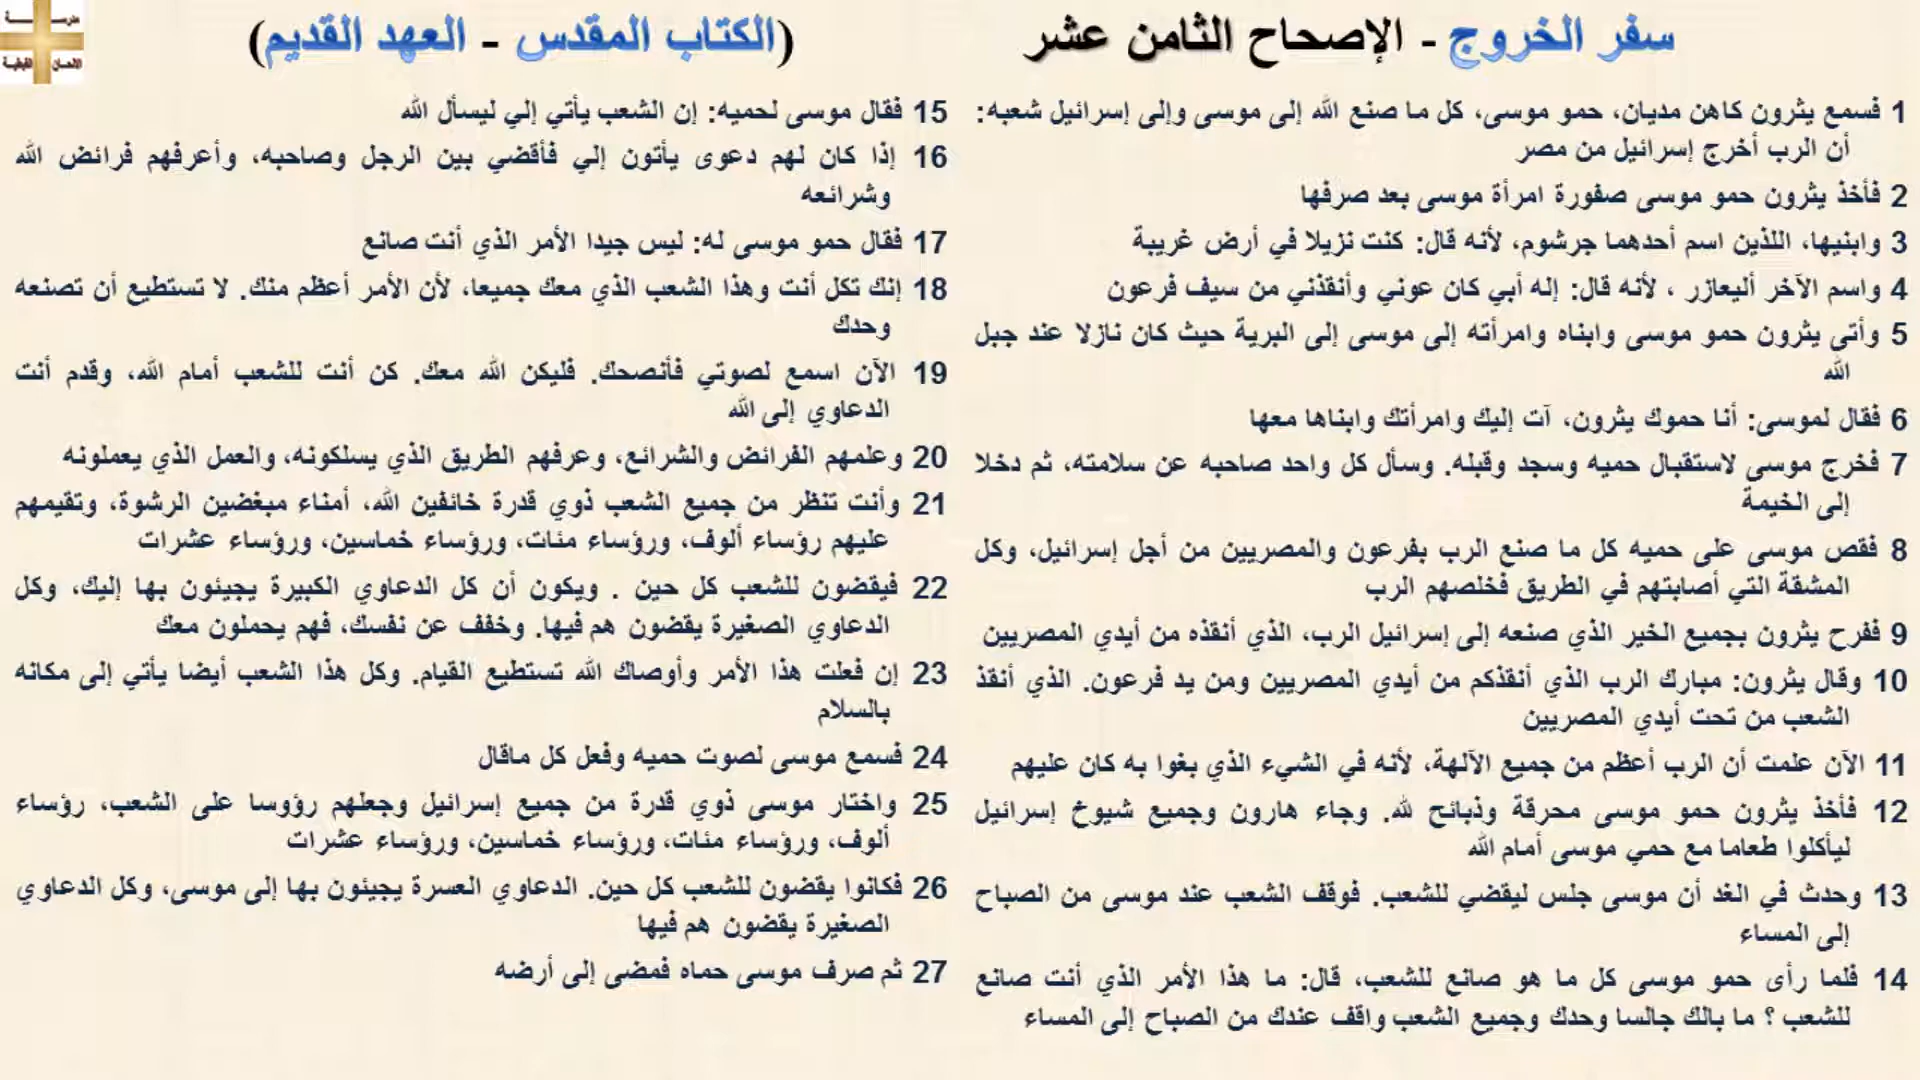 سفر الخروج - الإصحاح الثامن عشر
(الكتاب المقدس - العهد القديم)
1 فسمع يثرون كاهن مديان، حمو موسى، كل ما صنع الله إلى موسى وإلى إسرائيل شعبه:
أن الرب أخرج إسرائيل من مصر
2 فأخذ يثرون حمو موسى صفورة امرأة موسى بعد صرفها
3 وابنيها، اللذين اسم أحدهما جرشوم، لأنه قال: كنت نزيلا في أرض غريبة
4 واسم الآخر أليعازر ، لأنه قال: إله أبي كان عوني وأنقذني من سيف فرعون
5 وأتى يثرون حمو موسى وابناه وامرأته إلى موسى إلى البرية حيث كان نازلا عند جبل
الله
6 فقال لموسى: أنا حموك يثرون، آت إليك وامرأتك وابناها معها
7 فخرج موسى لاستقبال حميه وسجد وقبله. وسأل كل واحد صاحبه عن سلامته، ثم دخلا
إلى الخيمة
8 فقص موسى على حميه كل ما صنع الرب بفرعون والمصريين من أجل إسرائيل، وكل
المشقة التي أصابتهم في الطريق فخلصهم الرب
9 ففرح يثرون بجميع الخير الذي صنعه إلى إسرائيل الرب، الذي أنقذه من أيدي المصريين
10 وقال يثرون: مبارك الرب الذي أنقذكم من أيدي المصريين ومن يد فرعون. الذي أنقذ
الشعب من تحت أيدي المصريين
11 الآن علمت أن الرب أعظم من جميع الآلهة، لأنه في الشيء الذي بغوا به كان عليهم
12 فأخذ يثرون حمو موسى محرقة وذبائح لله. وجاء هارون وجميع شيوخ إسرائيل
ليأكلوا طعاما مع حمي موسى أمام الله
13 وحدث في الغد أن موسى جلس ليقضي للشعب. فوقف الشعب عند موسى من الصباح
إلى المساء
14 فلما رأى حمو موسى كل ما هو صانع للشعب، قال: ما هذا الأمر الذي أنت صانع
للشعب ؟ ما بالك جالسا وحدك وجميع الشعب واقف عندك من الصباح إلى المساء
15 فقال موسى لحميه: إن الشعب يأتي إلي ليسأل الله
16 إذا كان لهم دعوى يأتون إلي فأقضي بين الرجل وصاحبه، وأعرفهم فرائض الله
وشرائعه
17 فقال حمو موسى له: ليس جيدا الأمر الذي أنت صانع
18 إنك تكل أنت وهذا الشعب الذي معك جميعا، لأن الأمر أعظم منك. لا تستطيع أن تصنعه
وحدك
19 الآن اسمع لصوتي فأنصحك. فليكن الله معك. كن أنت للشعب أمام الله، وقدم أنت
الدعاوي إلى الله
20 وعلمهم الفرائض والشرائع، وعرفهم الطريق الذي يسلكونه، والعمل الذي يعملونه
21 وأنت تنظر من جميع الشعب ذوي قدرة خائفين الله، أمناء مبغضين الرشوة، وتقيمهم
عليهم رؤساء ألوف، ورؤساء مئات، ورؤساء خماسين، ورؤساء عشرات
22 فيقضون للشعب كل حين . ويكون أن كل الدعاوي الكبيرة يجيئون بها إليك، وكل
الدعاوي الصغيرة يقضون هم فيها. وخفف عن نفسك، فهم يحملون معك
23 إن فعلت هذا الأمر وأوصاك الله تستطيع القيام. وكل هذا الشعب أيضا يأتي إلى مكانه
بالسلام
24 فسمع موسى لصوت حميه وفعل كل ماقال
25 واختار موسى ذوي قدرة من جميع إسرائيل وجعلهم رؤوسا على الشعب، رؤساء
ألوف، ورؤساء مئات، ورؤساء خماسين، ورؤساء عشرات
26 فكانوا يقضون للشعب كل حين. الدعاوي العسرة يجيئون بها إلى موسى، وكل الدعاوي
الصغيرة يقضون هم فيها
27 ثم صرف موسى حماه فمضى إلى أرضه